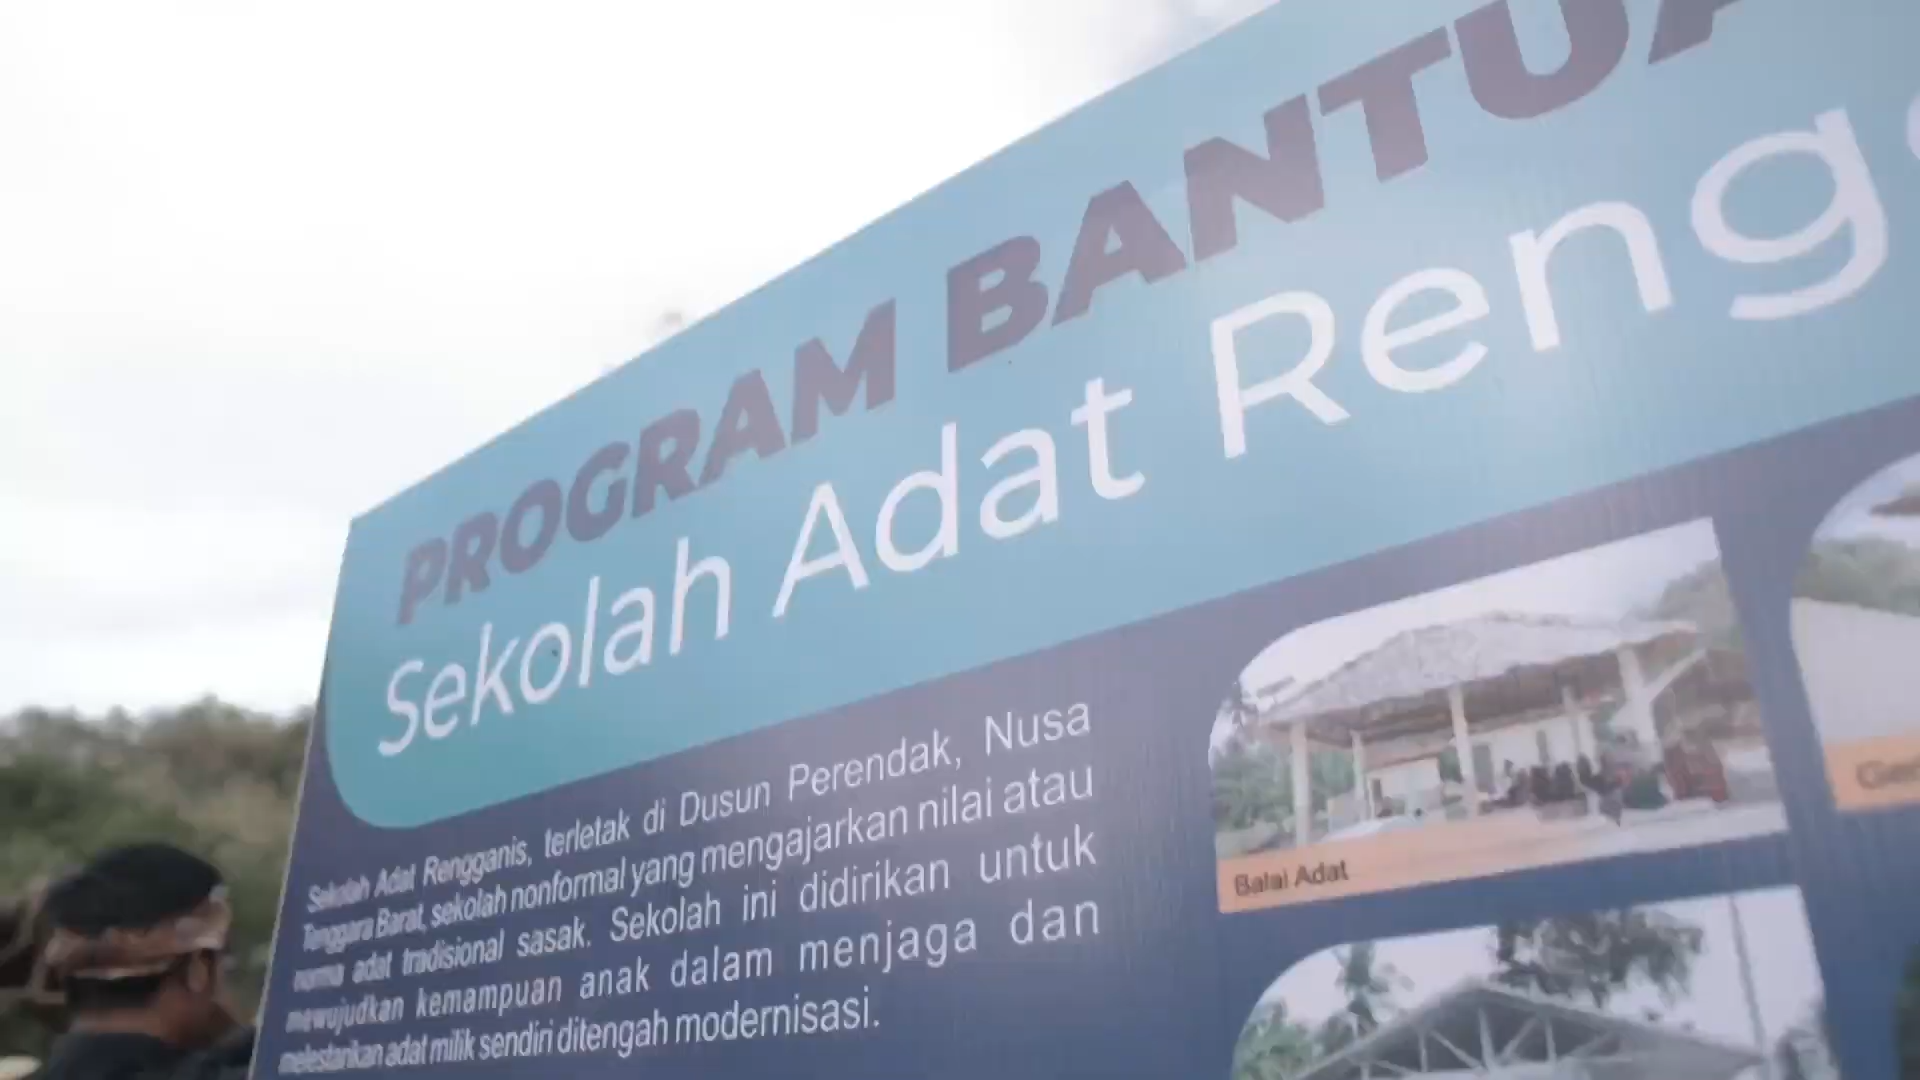 PROGRAM BANTUA
Sekolah Adat Reng
Sekolah Adat Rengganis, terletak di Dusun Perendak, Nusa
Tenggara Barat, sekolah nonformal yang mengajarkan nilai atau
norma adat tradisional sasak. Sekolah ini didirikan untuk
mewujudkan kemampuan anak dalam menjaga dan
melestarikan adat milik sendiri ditengah modernisasi.
Balai Adat